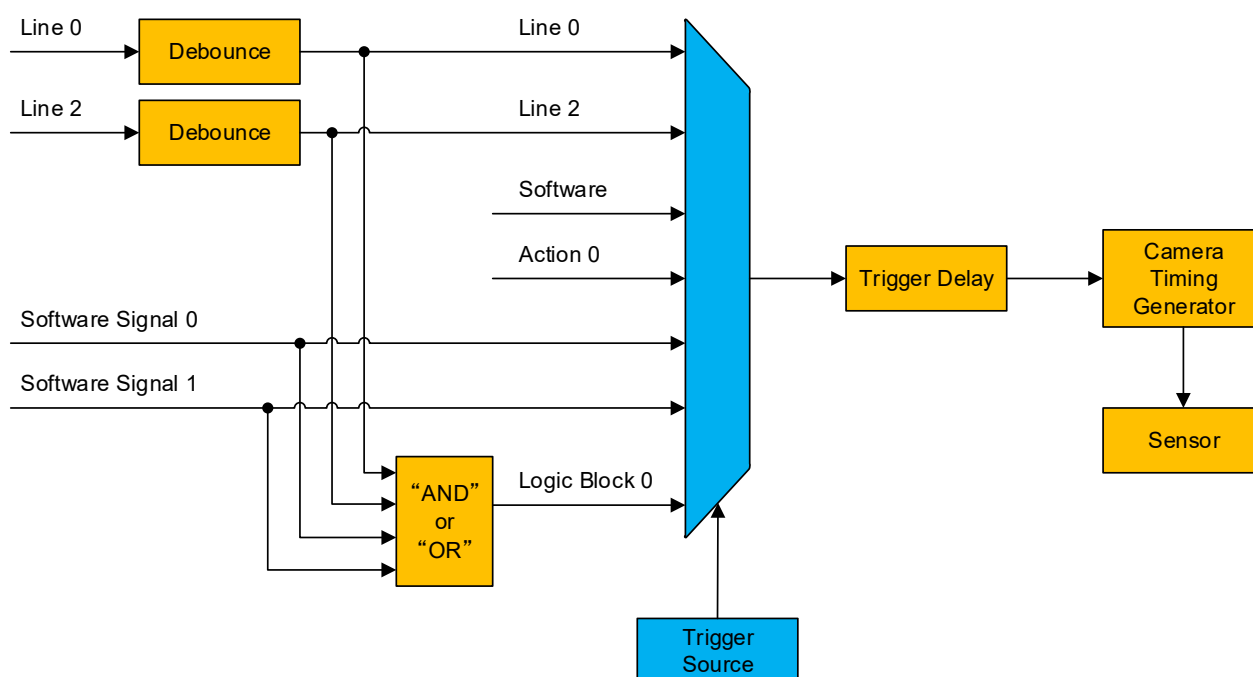 Line 0
Debounce
Line 0
Line 2
Debounce
Line 2
Software
Action 0
Trigger Delay
Camera
Timing
Generator
Software Signal 0
Software Signal 1
Sensor
“AND”
or
“OR”
Logic Block 0
Trigger
Source